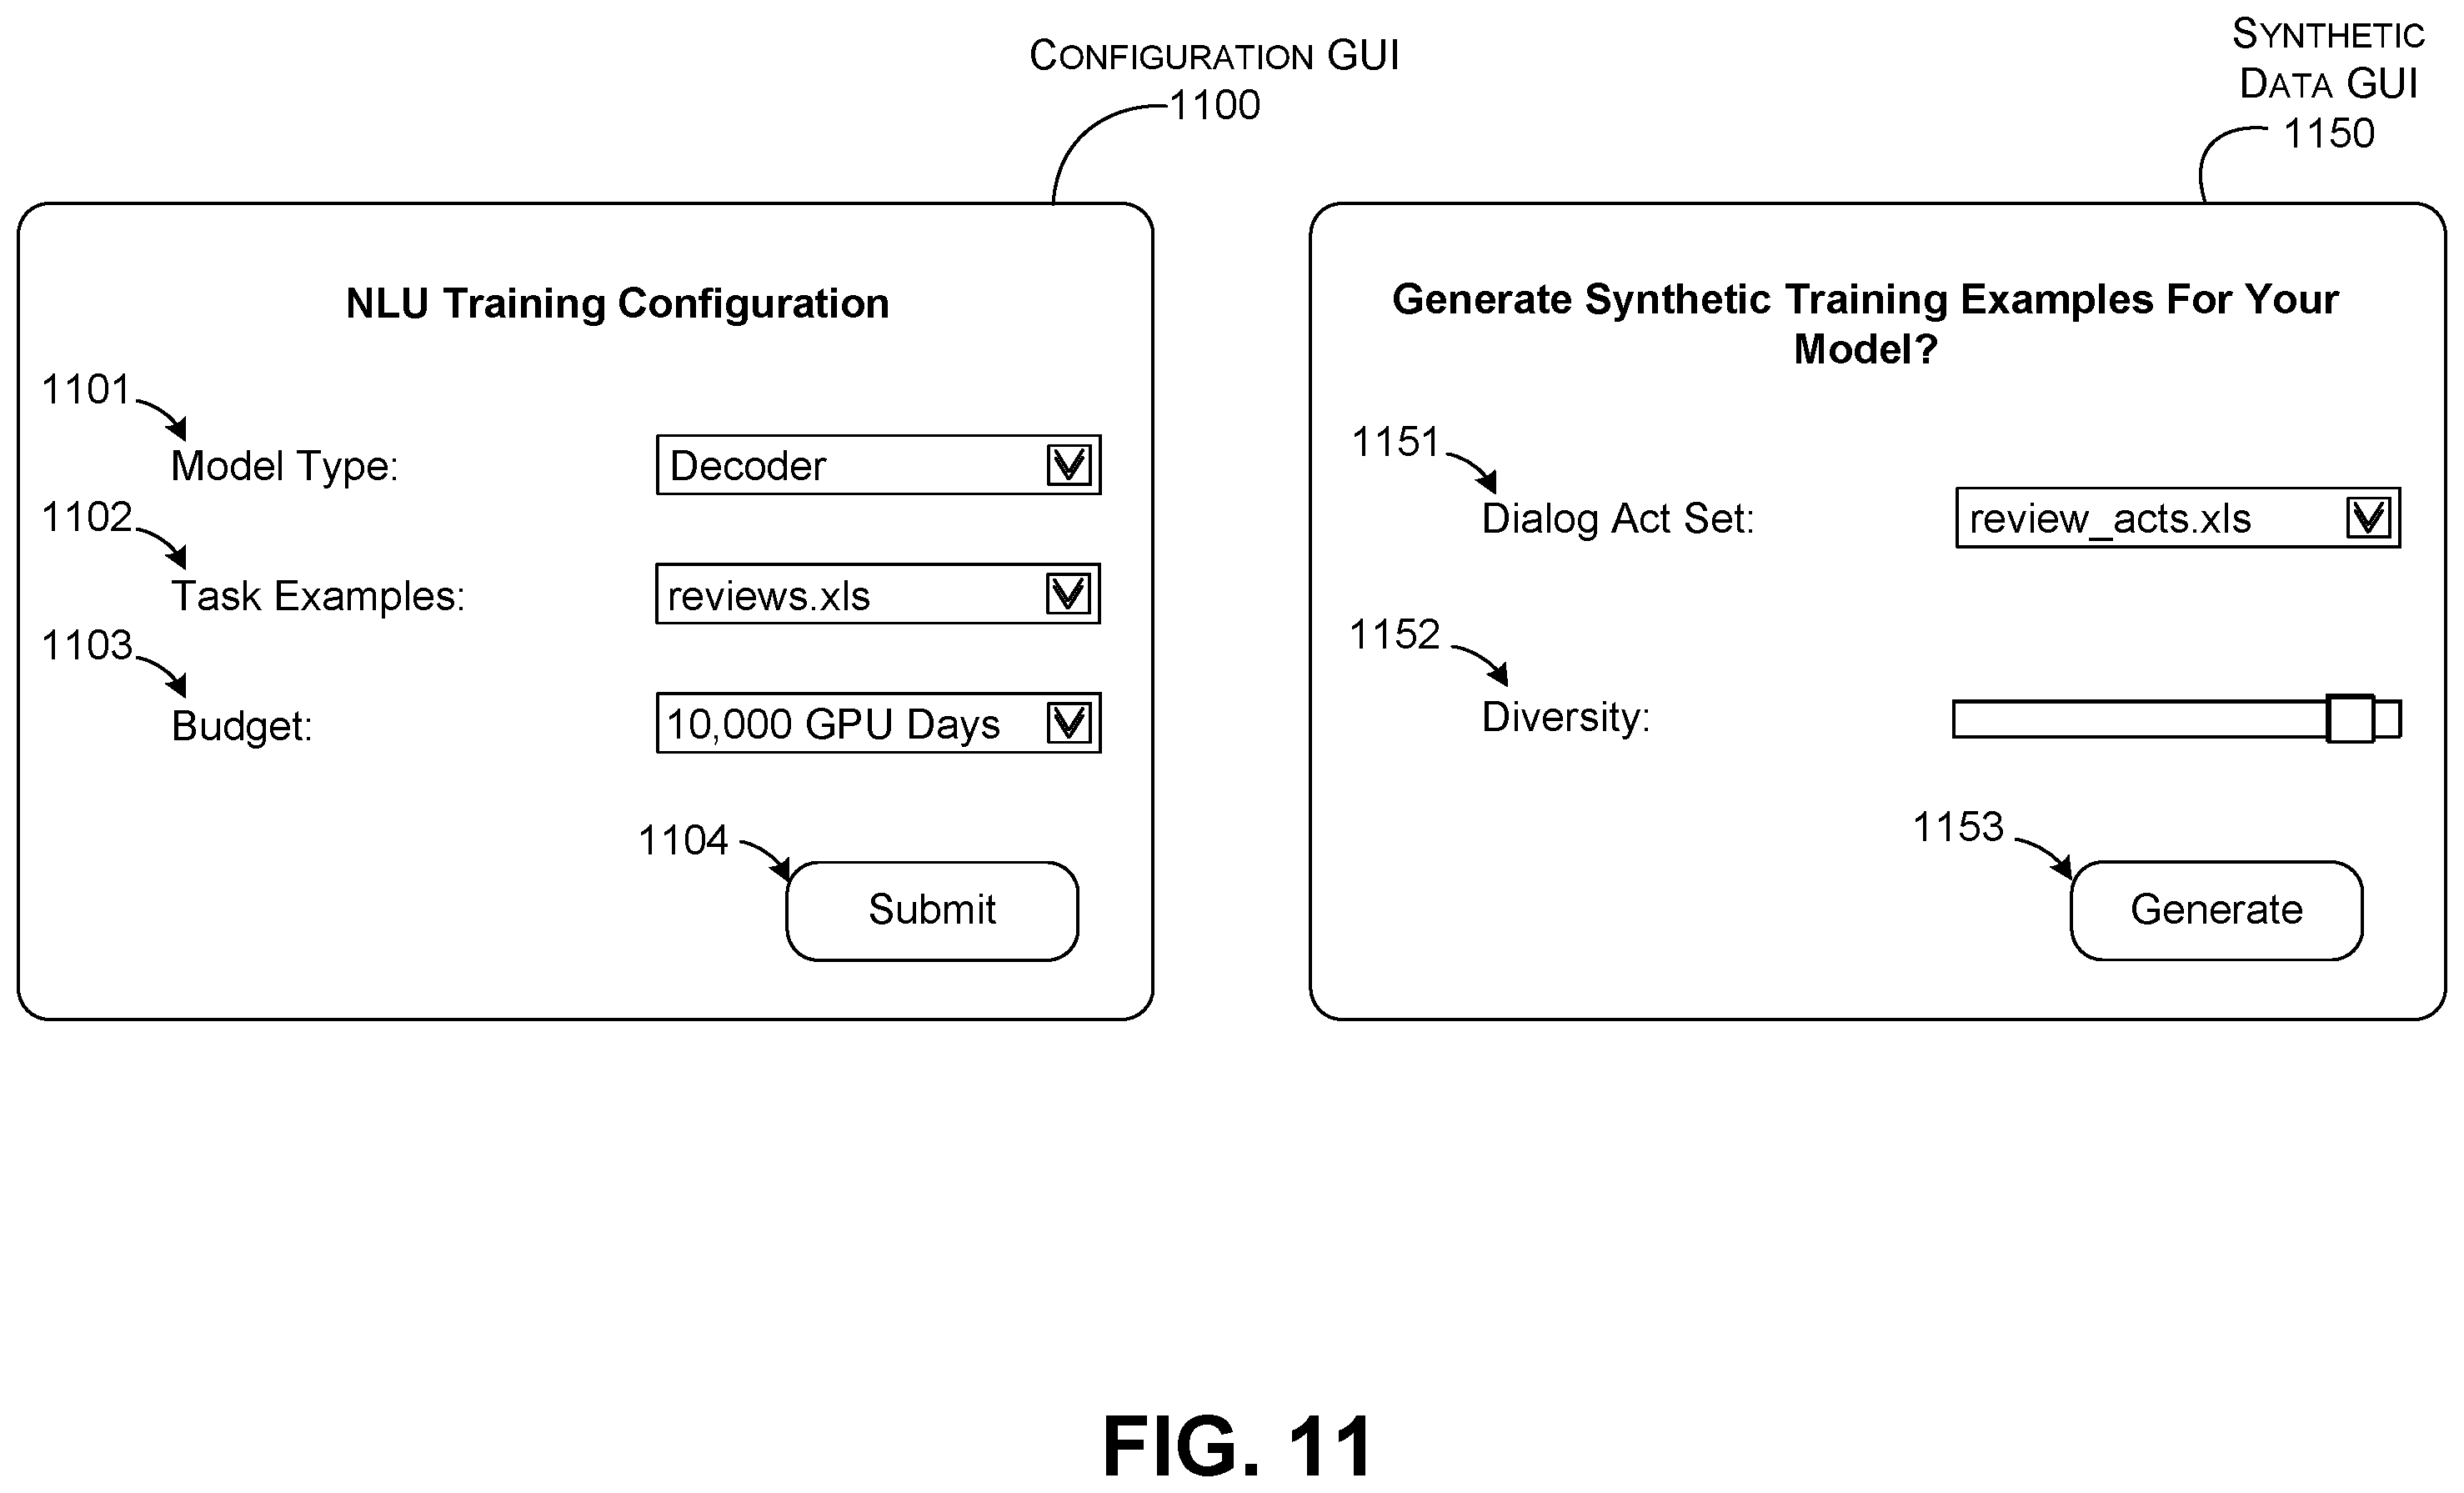 CONFIGURATION GUI
1100
SYNTHETIC
DATA GUI
1150
NLU Training Configuration
1101
Model Type: Decoder
1102
Task Examples: reviews.xls
1103
Budget: 10,000 GPU Days
1104
Submit
Generate Synthetic Training Examples For Your
Model?
1151
Dialog Act Set: review_acts.xls
1152
Diversity:
1153
Generate
FIG. 11